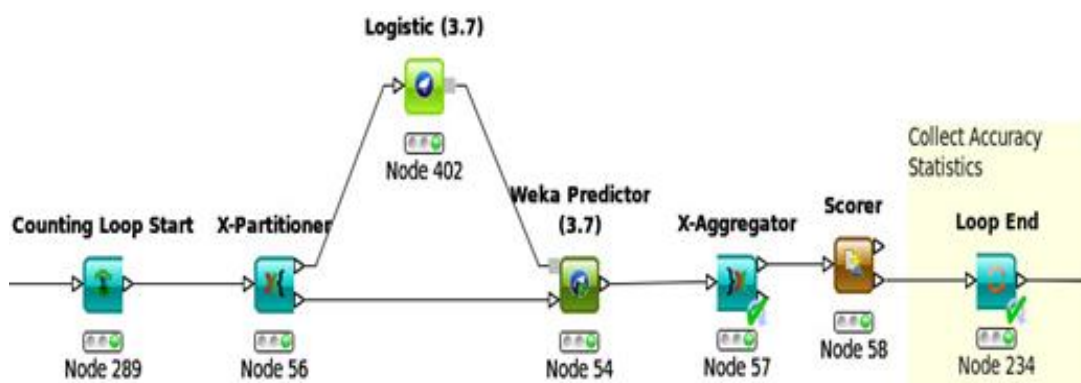 Logistic (3.7)
Node 402
Collect Accuracy
Statistics
Counting Loop Start
X-Partitioner
Weka Predictor
(3.7)
X-Aggregator
Scorer
Loop End
Node 289
Node 56
Node 54
Node 57
Node 58
Node 234